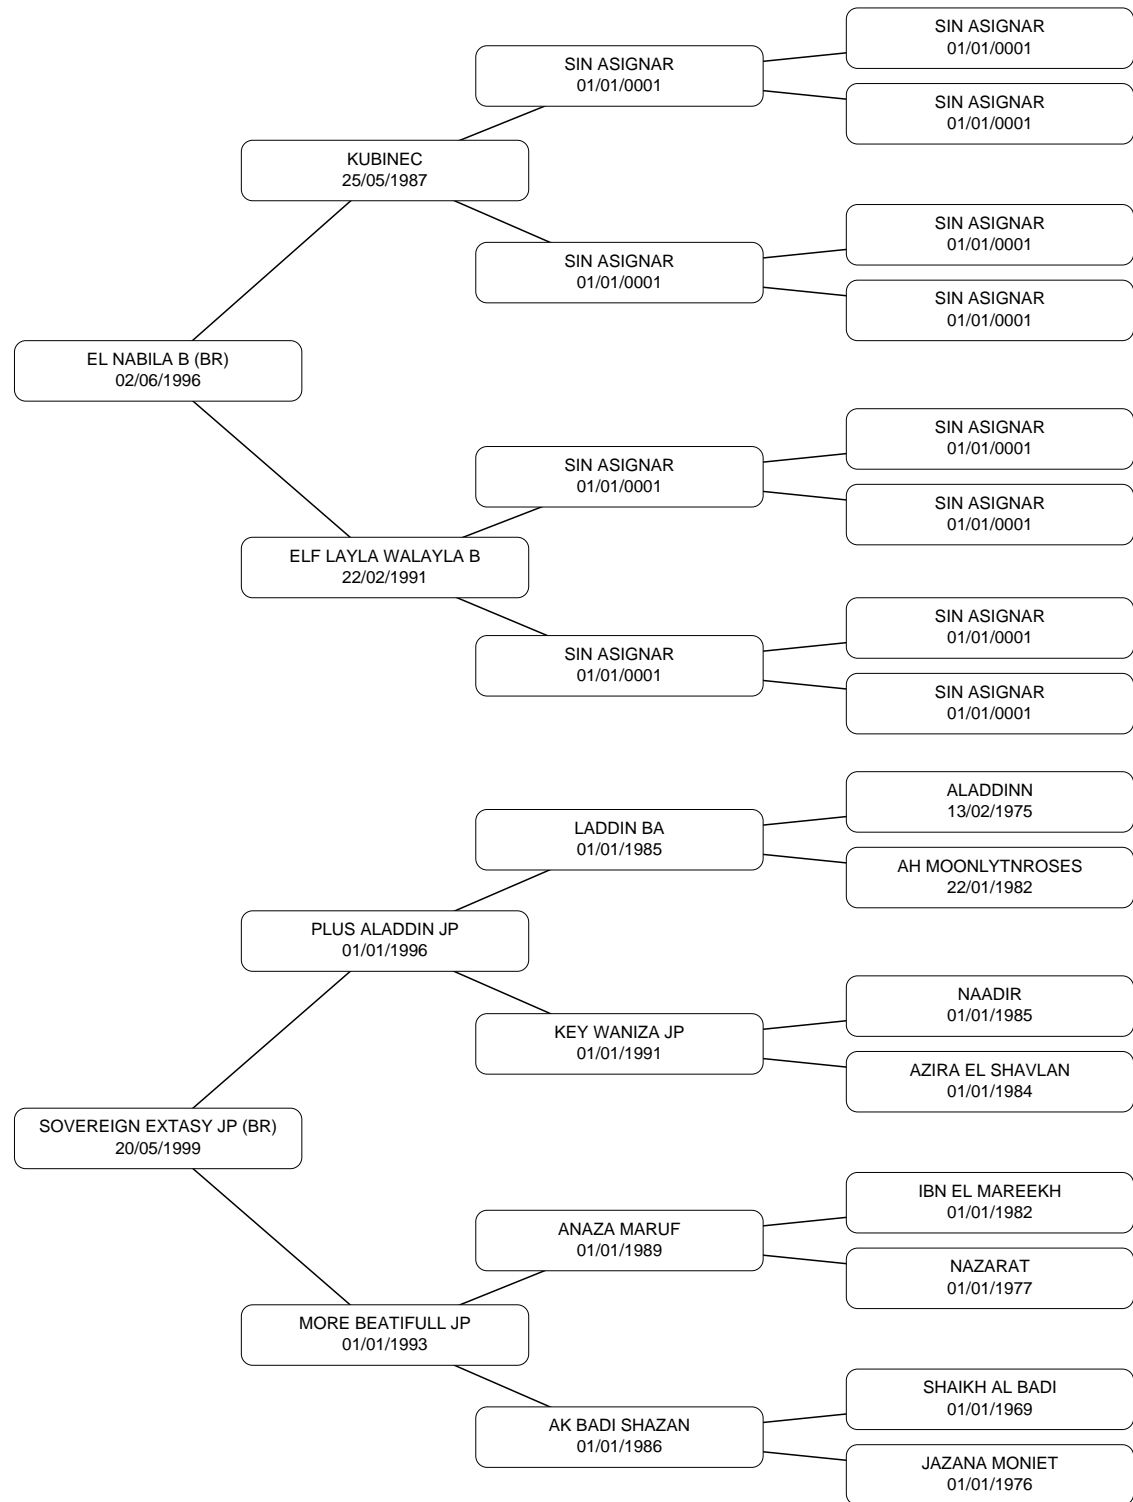 SIN ASIGNAR
01/01/0001
SIN ASIGNAR
01/01/0001
SIN ASIGNAR
01/01/0001
KUBINEC
25/05/1987
SIN ASIGNAR
01/01/0001
SIN ASIGNAR
01/01/0001
SIN ASIGNAR
01/01/0001
EL NABILA B (BR)
02/06/1996
SIN ASIGNAR
01/01/0001
SIN ASIGNAR
01/01/0001
SIN ASIGNAR
01/01/0001
ELF LAYLA WALAYLA B
22/02/1991
SIN ASIGNAR
01/01/0001
SIN ASIGNAR
01/01/0001
SIN ASIGNAR
01/01/0001
ALADDINN
13/02/1975
LADDIN BA
01/01/1985
AH MOONLYTNROSES
22/01/1982
PLUS ALADDIN JP
01/01/1996
NAADIR
01/01/1985
KEY WANIZA JP
01/01/1991
AZIRA EL SHAVLAN
01/01/1984
SOVEREIGN EXTASY JP (BR)
20/05/1999
IBN EL MAREEKH
01/01/1982
ANAZA MARUF
01/01/1989
NAZARAT
01/01/1977
MORE BEATIFULL JP
01/01/1993
SHAIKH AL BADI
01/01/1969
AK BADI SHAZAN
01/01/1986
JAZANA MONIET
01/01/1976